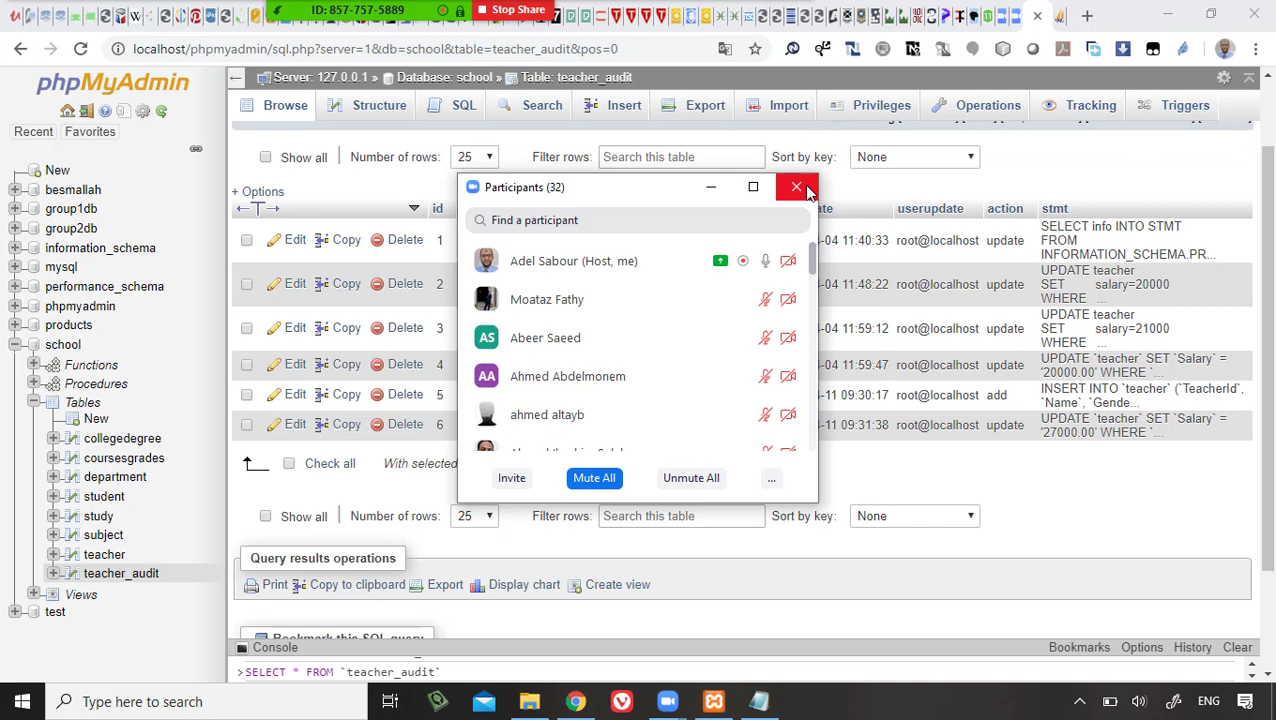 ID: 857-757-5889
Stop Share
localhost/phpmyadmin/sql.php?server=1&db=school&table=teacher_audit&pos=0
phpMyAdmin
Server: 127.0.0.1 » Database: school » Table: teacher_audit
Browse Structure SQL Search Insert Export Import Privileges Operations Tracking Triggers
Recent Favorites
New
besmallah
group1db
group2db
information_schema
mysql
performance_schema
phpmyadmin
products
school
Functions
Procedures
Tables
New
collegedegree
coursesgrades
department
student
study
subject
teacher
teacher_audit
Views
test
Show all Number of rows: 25 Filter rows: Search this table Sort by key: None
+ Options
id userupdate action stmt
Edit Copy Delete 1 -04 11:40:33 root@localhost update SELECT info INTO STMT
FROM
INFORMATION_SCHEMA.PR...
Edit Copy Delete 2 -04 11:48:22 root@localhost update UPDATE teacher
SET salary=20000
WHERE ...
Edit Copy Delete 3 -04 11:59:12 root@localhost update UPDATE teacher
SET salary=21000
WHERE ...
Edit Copy Delete 4 -04 11:59:47 root@localhost update UPDATE `teacher` SET `Salary` =
'20000.00' WHERE `...
Edit Copy Delete 5 -11 09:30:17 root@localhost add INSERT INTO `teacher` (`TeacherId`,
`Name`, `Gende...
Edit Copy Delete 6 -11 09:31:38 root@localhost update UPDATE `teacher` SET `Salary` =
'27000.00' WHERE `...
Participants (32)
Find a participant
Adel Sabour (Host, me)
Moataz Fathy
AS Abeer Saeed
AA Ahmed Abdelmonem
ahmed altayb
Invite Mute All Unmute All ...
Check all With selected
Show all Number of rows: 25 Filter rows: Search this table Sort by key: None
Query results operations
Print Copy to clipboard Export Display chart Create view
Bookmark this SQL query
Console Bookmarks Options History Clear
>SELECT * FROM `teacher_audit`
Type here to search
ENG